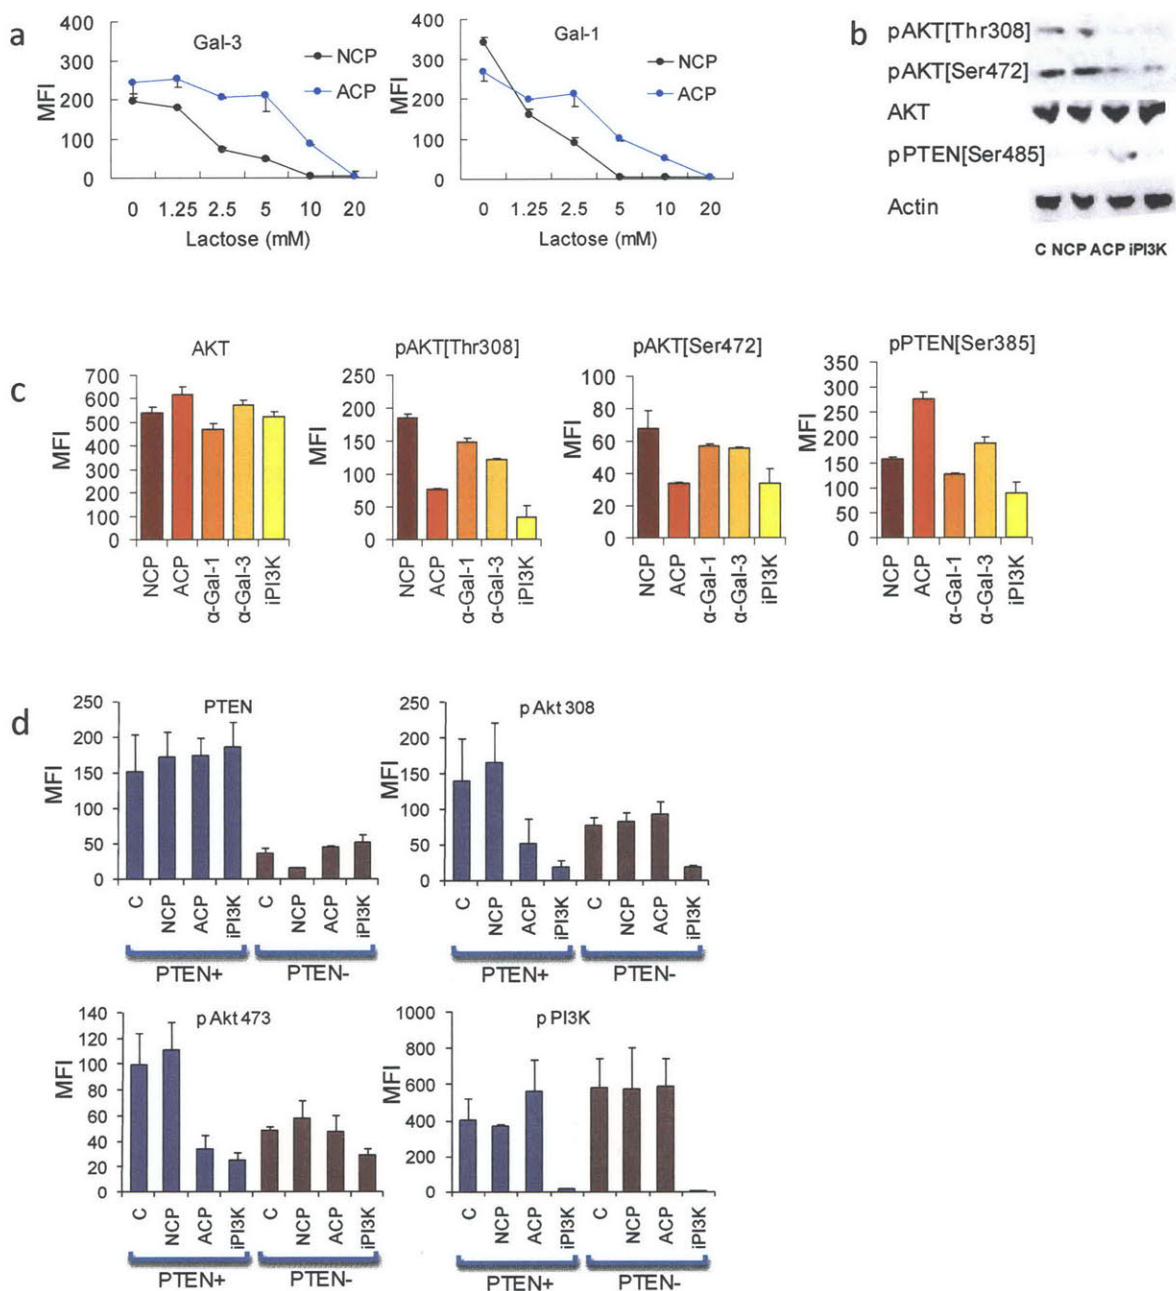 a
Gal-3
MFI
400
300
200
100
0
NCP
ACP
0 1.25 2.5 5 10 20
Lactose (mM)
Gal-1
MFI
400
300
200
100
0
NCP
ACP
0 1.25 2.5 5 10 20
Lactose (mM)
b
pAKT[Thr308]
pAKT[Ser472]
AKT
pPTEN[Ser485]
Actin
C NCP ACP iPI3K
c
AKT
MFI
700
600
500
400
300
200
100
0
NCP
ACP
α-Gal-1
α-Gal-3
iPI3K
pAKT[Thr308]
MFI
250
200
150
100
50
0
NCP
ACP
α-Gal-1
α-Gal-3
iPI3K
pAKT[Ser472]
MFI
100
80
60
40
20
0
NCP
ACP
α-Gal-1
α-Gal-3
iPI3K
pPTEN[Ser385]
MFI
350
300
250
200
150
100
50
0
NCP
ACP
α-Gal-1
α-Gal-3
iPI3K
d
PTEN
MFI
250
200
150
100
50
0
C
NCP
ACP
iPI3K
C
NCP
ACP
iPI3K
PTEN+ PTEN-
p Akt 308
MFI
250
200
150
100
50
0
C
NCP
ACP
iPI3K
C
NCP
ACP
iPI3K
PTEN+ PTEN-
p Akt 473
MFI
140
120
100
80
60
40
20
0
C
NCP
ACP
iPI3K
C
NCP
ACP
iPI3K
PTEN+ PTEN-
p PI3K
MFI
1000
800
600
400
200
0
C
NCP
ACP
iPI3K
C
NCP
ACP
iPI3K
PTEN+ PTEN-